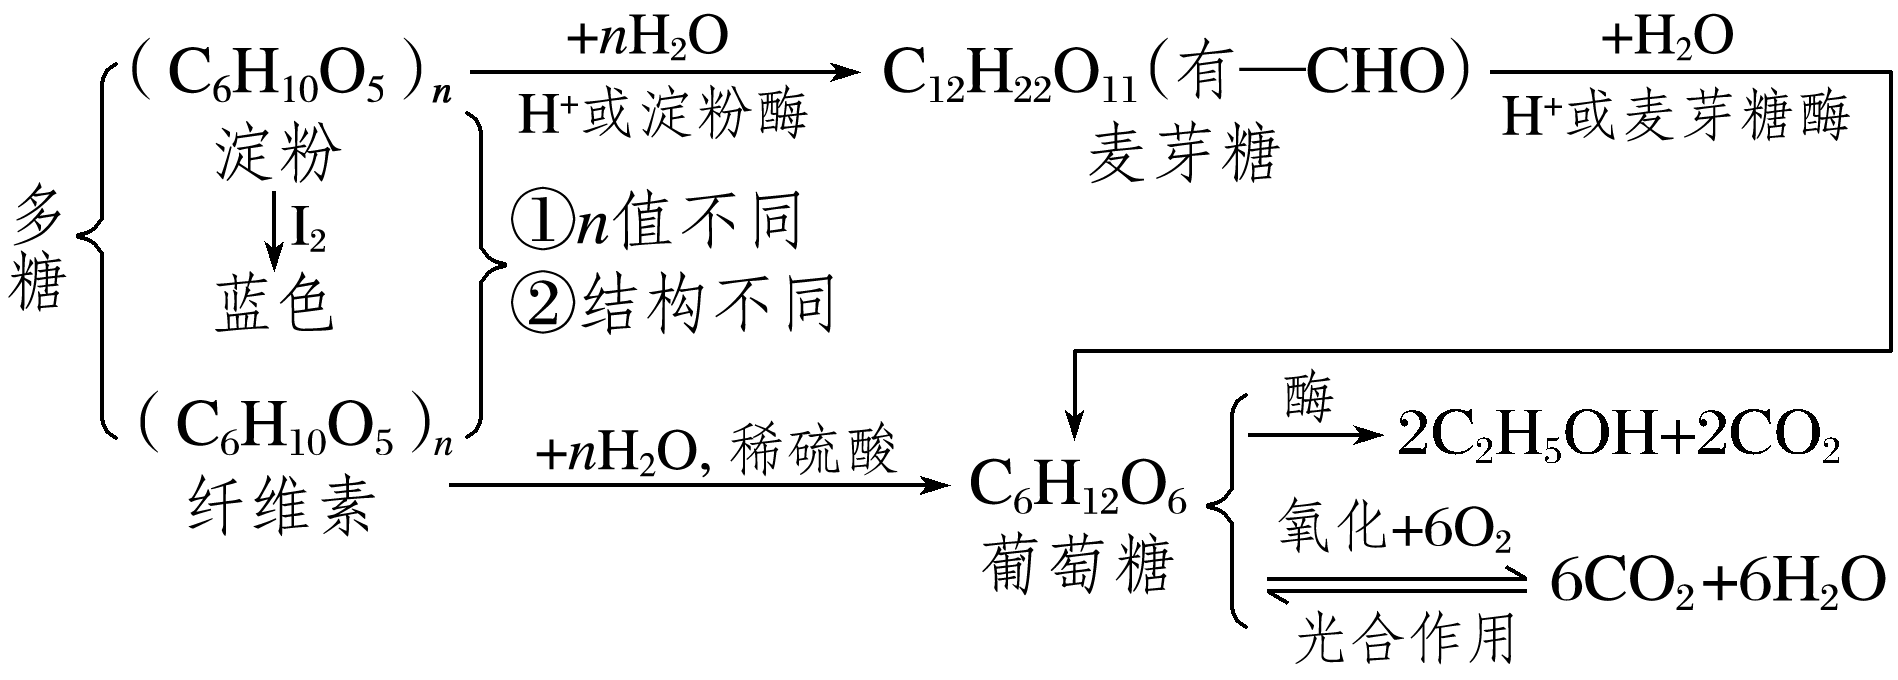 多糖
(C₆H₁₀O₅)n
淀粉
I₂
蓝色
(C₆H₁₀O₅)n
纤维素
①n值不同
②结构不同
+nH₂O
H⁺或淀粉酶
C₁₂H₂₂O₁₁(有—CHO)
麦芽糖
+H₂O
H⁺或麦芽糖酶
+nH₂O, 稀硫酸
C₆H₁₂O₆
葡萄糖
酶
2C₂H₅OH+2CO₂
氧化+6O₂
光合作用
6CO₂+6H₂O